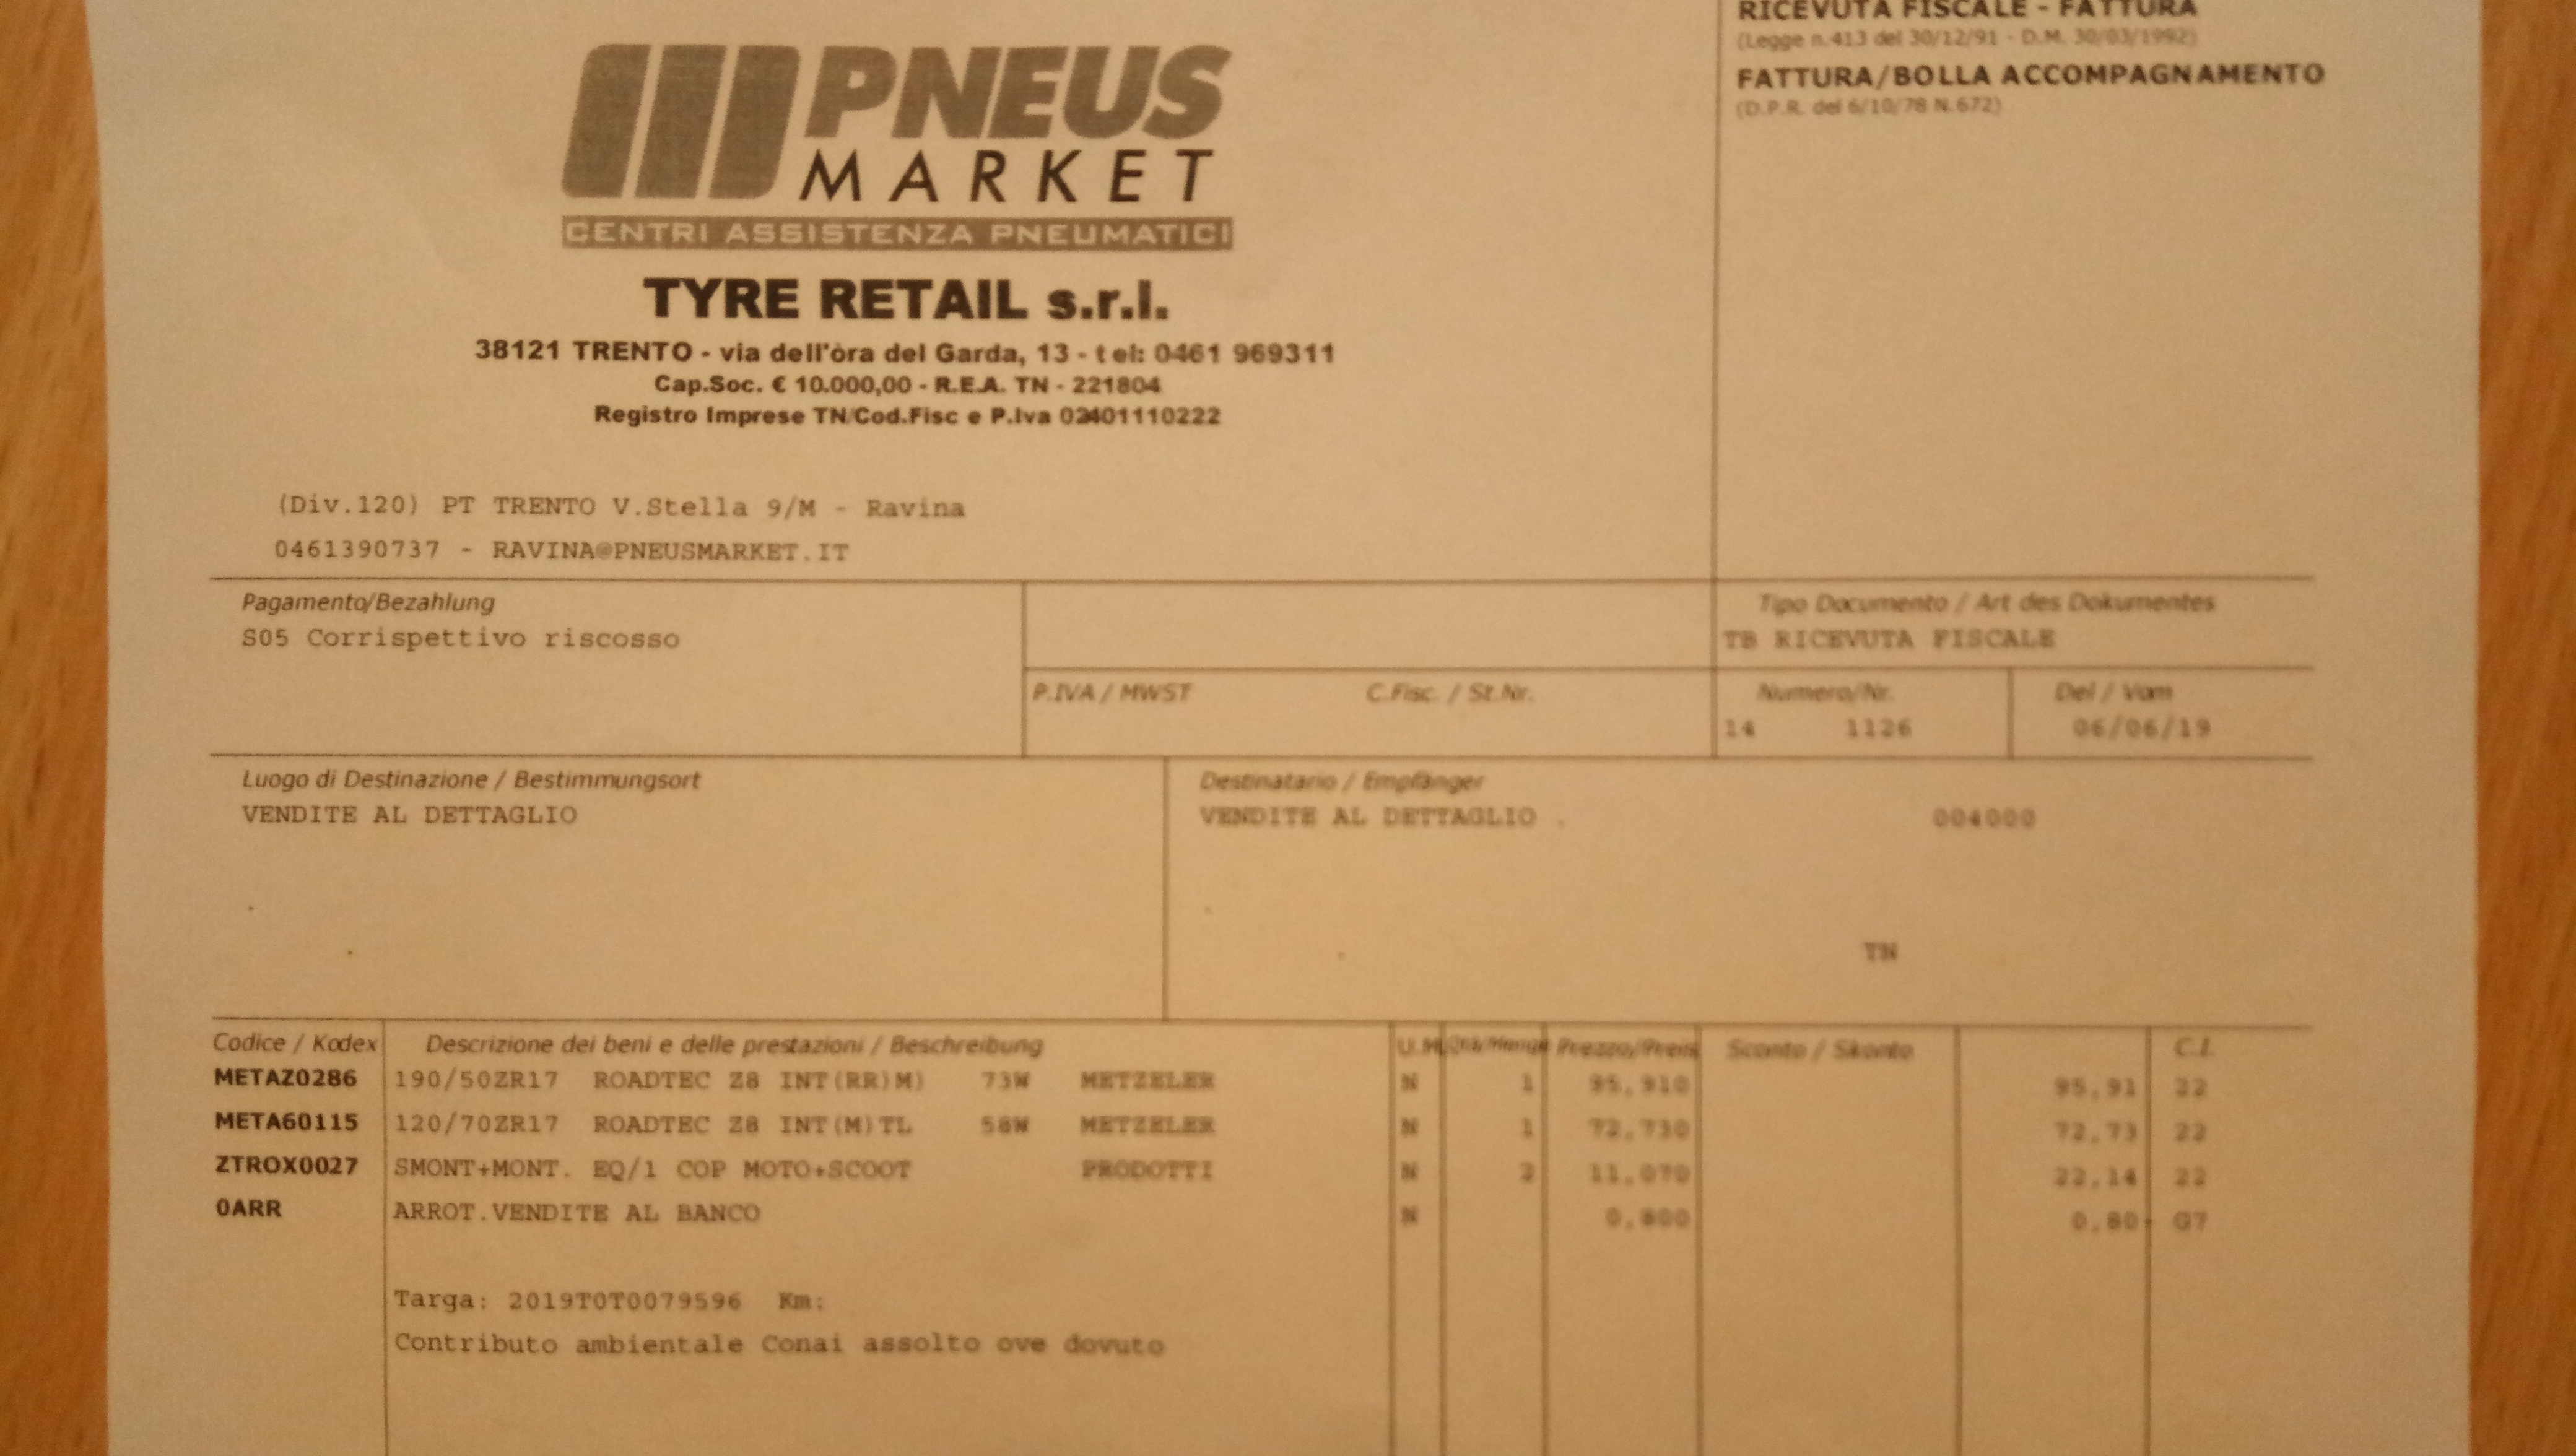 RICEVUTA FISCALE - FATTURA
(Legge n.413 del 30/12/91 - D.M. 30/03/1992)
FATTURA/BOLLA ACCOMPAGNAMENTO
(D.P.R. del 6/10/78 N.672)
PNEUS
MARKET
CENTRI ASSISTENZA PNEUMATICI
TYRE RETAIL s.r.l.
38121 TRENTO - via dell'òra del Garda, 13 - tel: 0461 969311
Cap.Soc. € 10.000,00 - R.E.A. TN - 221804
Registro Imprese TN/Cod.Fisc e P.Iva 02401110222
(Div.120) PT TRENTO V.Stella 9/M - Ravina
0461390737 - RAVINA@PNEUSMARKET.IT
Pagamento/Bezahlung
S05 Corrispettivo riscosso
Tipo Documento / Art des Dokumentes
TB RICEVUTA FISCALE
P.IVA / MWST C.Fisc. / St.Nr. Numero/Nr. Del / Vom
14 1126 06/06/19
Luogo di Destinazione / Bestimmungsort
VENDITE AL DETTAGLIO
Destinatario / Empfänger
VENDITE AL DETTAGLIO . 004000
TN
Codice / Kodex Descrizione dei beni e delle prestazioni / Beschreibung U.M Qtà/Menge Prezzo/Preis Sconto / Skonto C.I.
METAZ0286 190/50ZR17 ROADTEC Z8 INT(RR)M) 73W METZELER N 1 95,910 95,91 22
META60115 120/70ZR17 ROADTEC Z8 INT(M)TL 58W METZELER N 1 72,730 72,73 22
ZTROX0027 SMONT+MONT. EQ/1 COP MOTO+SCOOT PRODOTTI N 2 11,070 22,14 22
0ARR ARROT.VENDITE AL BANCO N 0,800 0,80- G7
Targa: 2019T0T0079596 Km:
Contributo ambientale Conai assolto ove dovuto